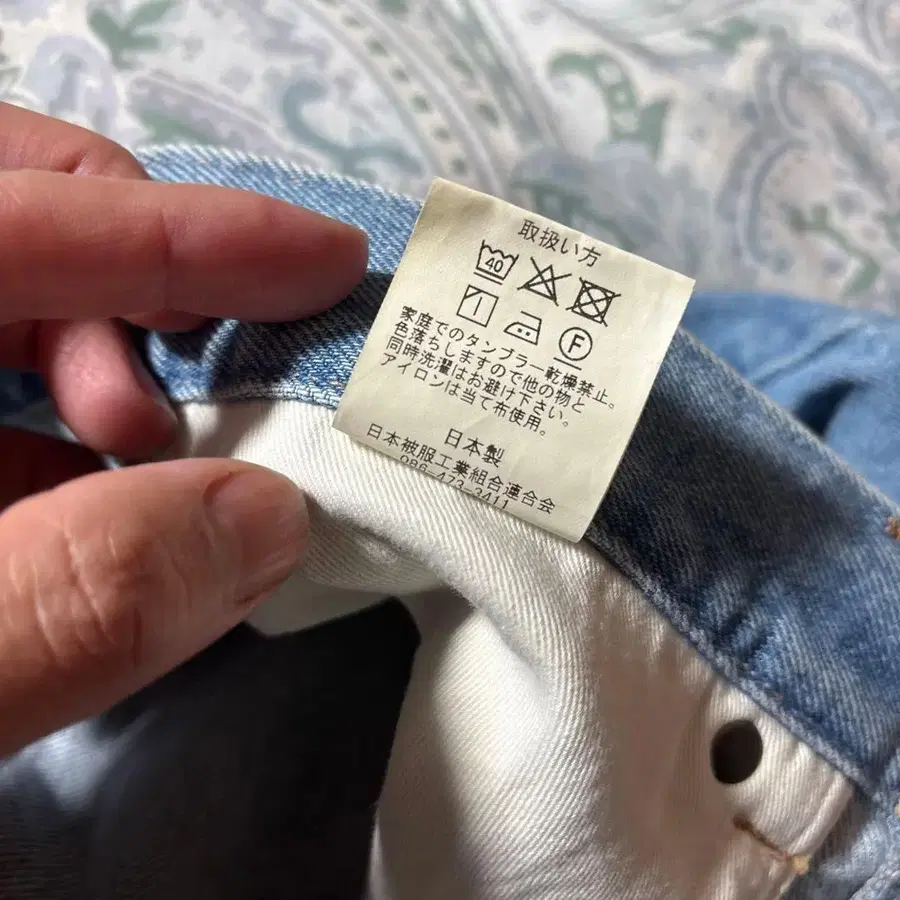 取扱い方
40
F
家庭でのタンブラー乾燥禁止。
色落ちしますので他の物と
同時洗濯はお避け下さい。
アイロンは当て布使用。
日本製
日本被服工業組合連合会
086-473-3411